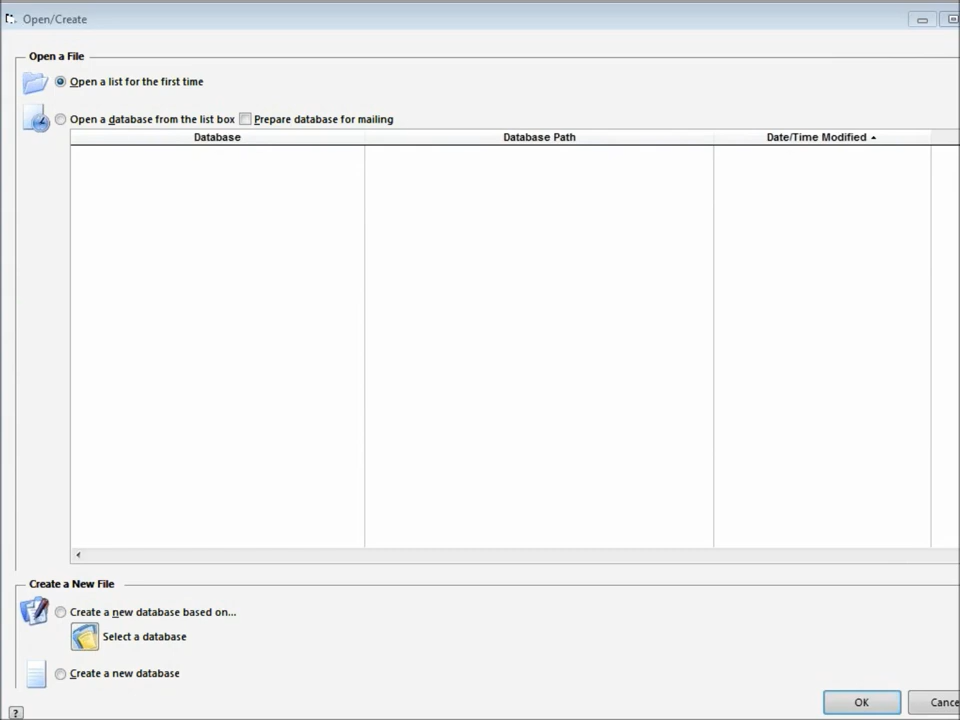 Open/Create
Open a File
Open a list for the first time
Open a database from the list box Prepare database for mailing
Database Database Path Date/Time Modified
Create a New File
Create a new database based on...
Select a database
Create a new database
OK Cance
?